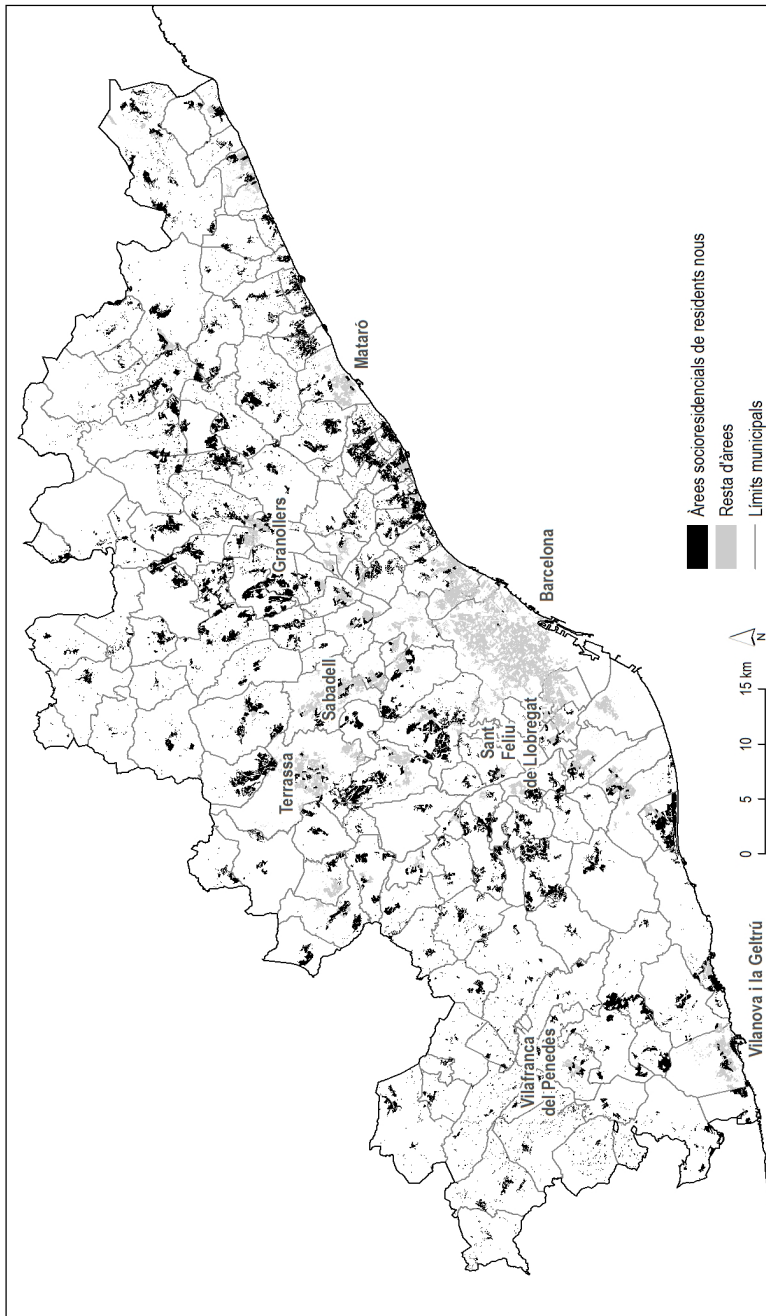 Granollers
Mataró
Sabadell
Terrassa
Barcelona
Sant
Feliu
de Llobregat
Vilafranca
del Penedès
Vilanova i la Geltrú
0 5 10 15 km
N
Àrees socioresidencials de residents nous
Resta d'àrees
Límits municipals